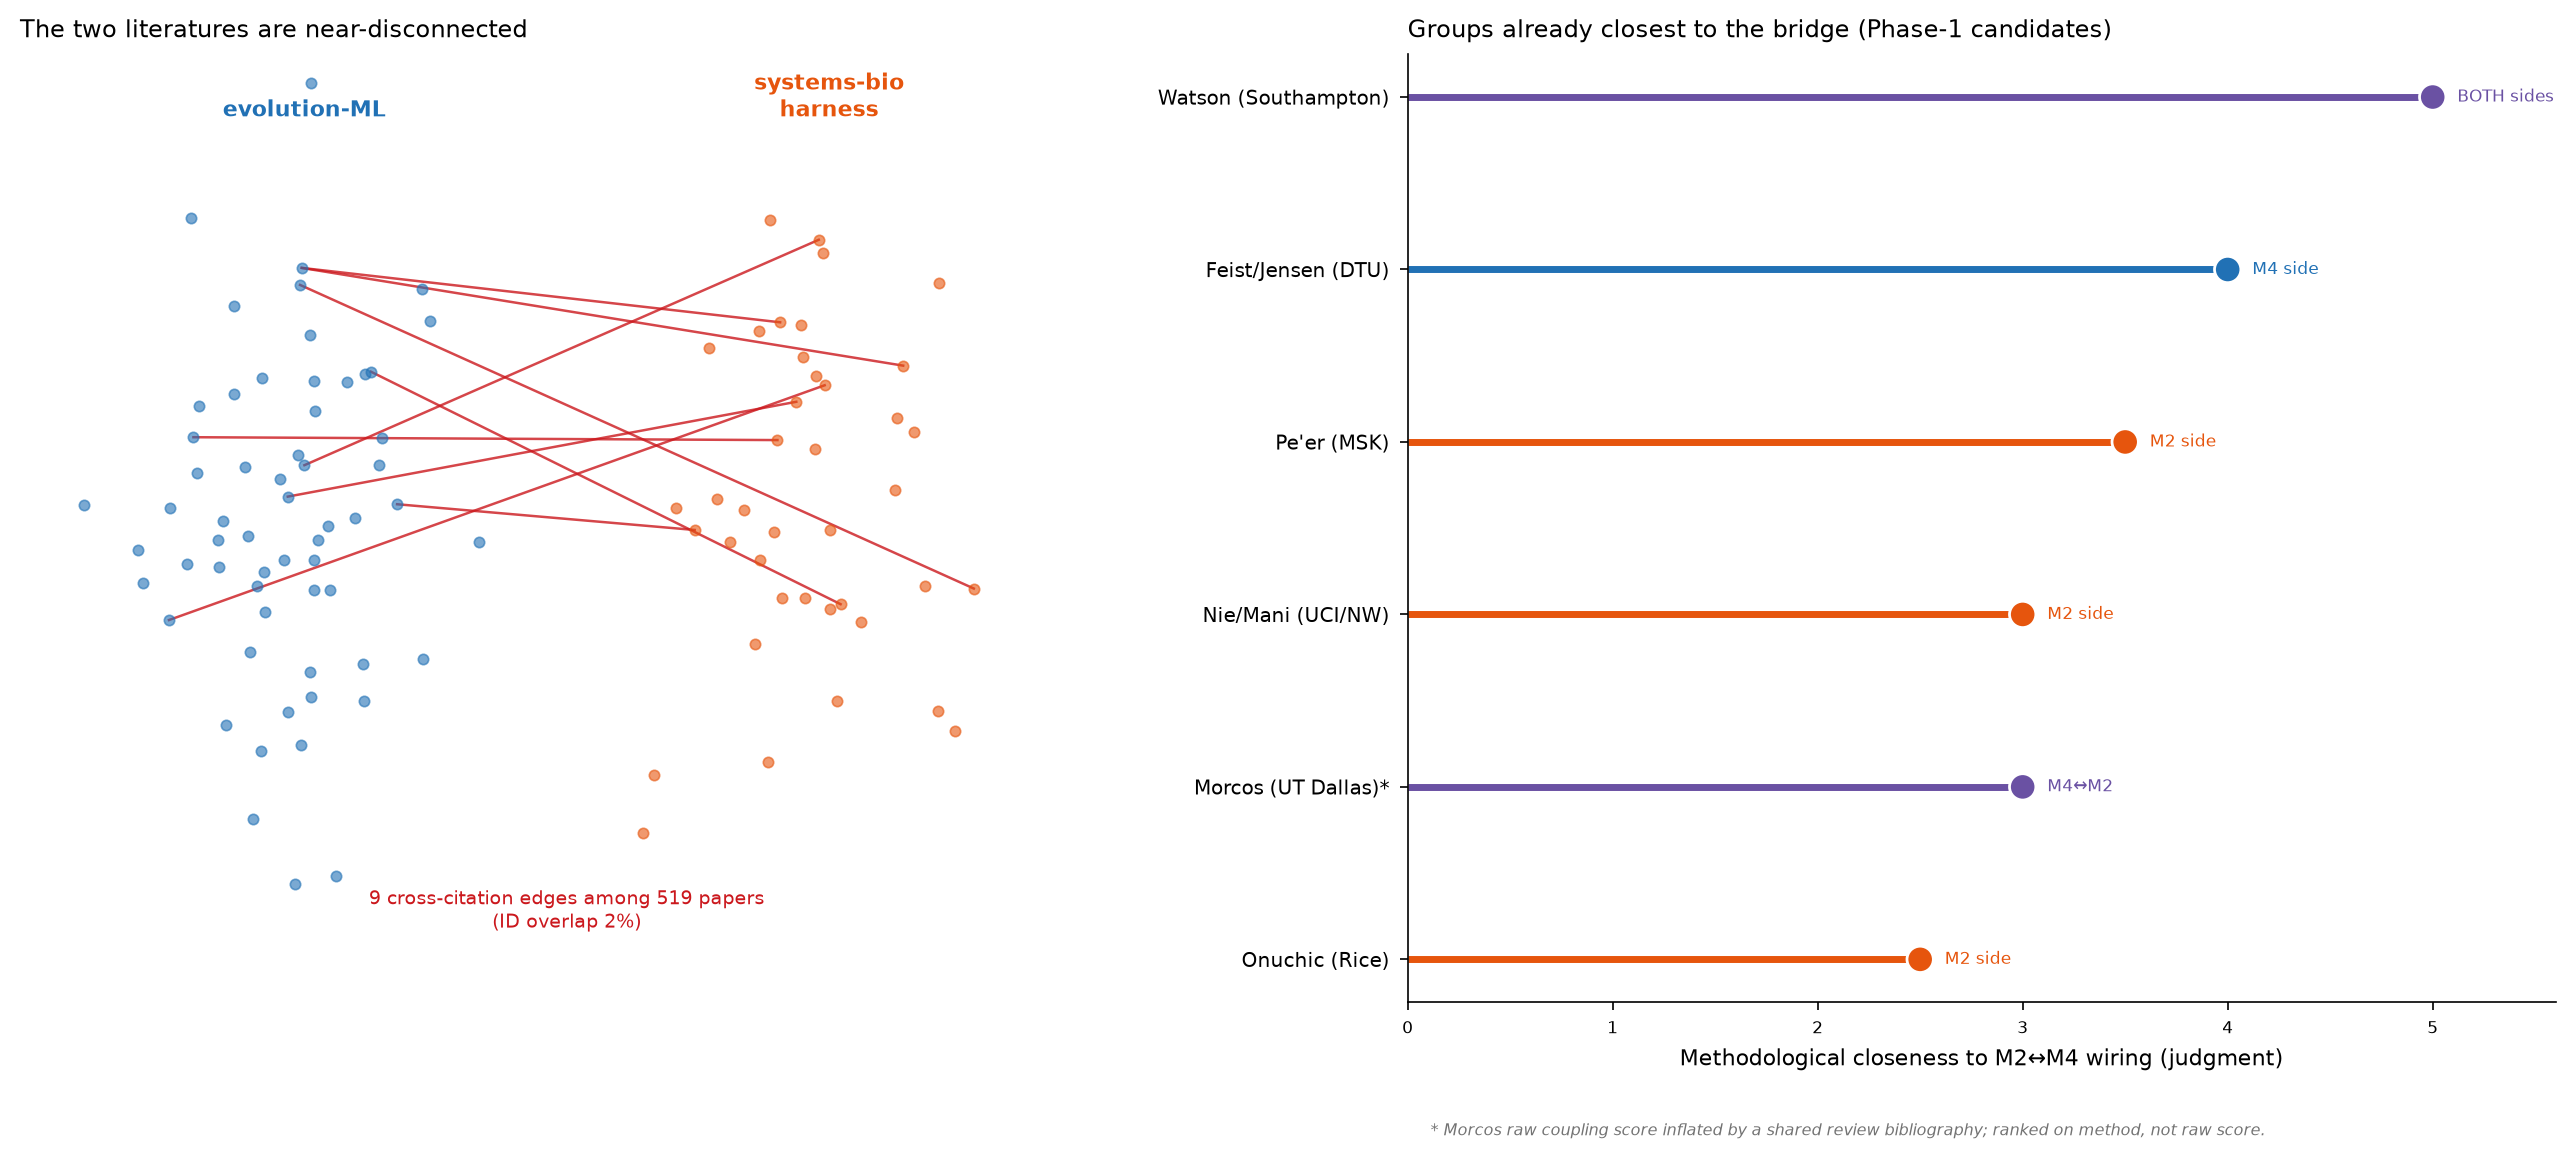 The two literatures are near-disconnected
evolution-ML
systems-bio
harness
9 cross-citation edges among 519 papers
(ID overlap 2%)
Groups already closest to the bridge (Phase-1 candidates)
Watson (Southampton)
BOTH sides
Feist/Jensen (DTU)
M4 side
Pe'er (MSK)
M2 side
Nie/Mani (UCI/NW)
M2 side
Morcos (UT Dallas)*
M4↔M2
Onuchic (Rice)
M2 side
0 1 2 3 4 5
Methodological closeness to M2↔M4 wiring (judgment)
* Morcos raw coupling score inflated by a shared review bibliography; ranked on method, not raw score.